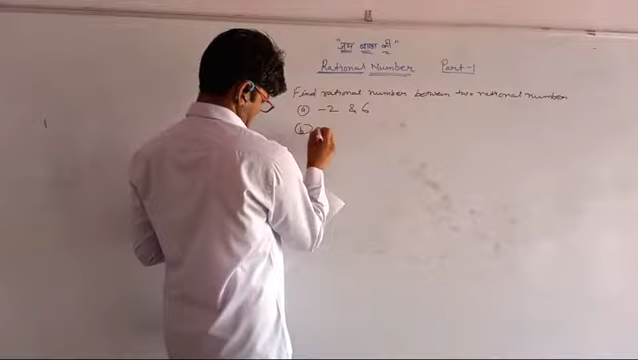 "जय बाबा की"
Rational Number Part-1
Find rational number between two rational number
(a) -2 & 6
(b)